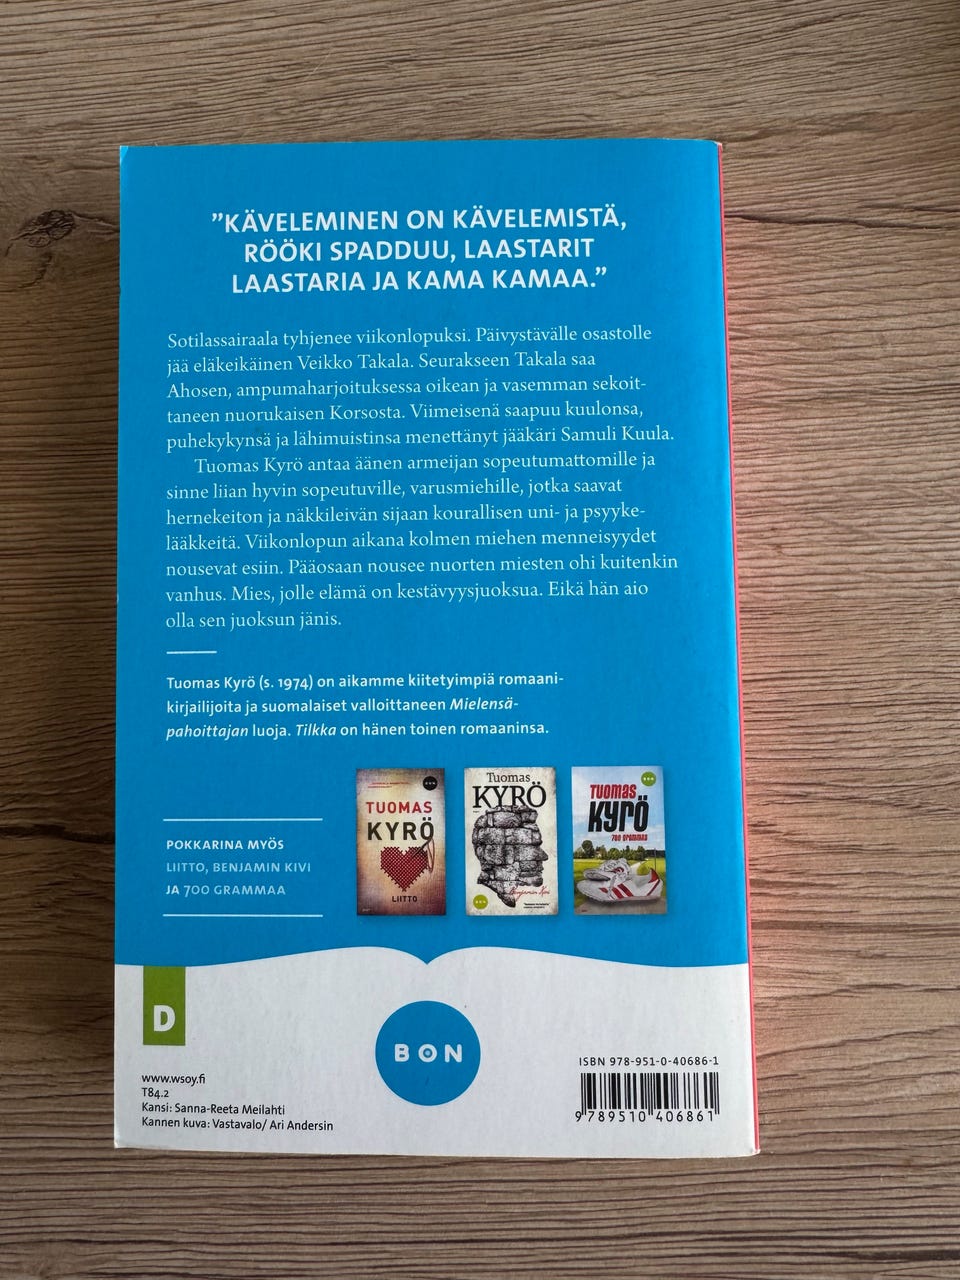 ”KÄVELEMINEN ON KÄVELEMISTÄ,
RÖÖKI SPADDUU, LAASTARIT
LAASTARIA JA KAMA KAMAA.”
Sotilassairaala tyhjenee viikonlopuksi. Päivystävälle osastolle
jää eläkeikäinen Veikko Takala. Seurakseen Takala saa
Ahosen, ampumaharjoituksessa oikean ja vasemman sekoit-
taneen nuorukaisen Korsosta. Viimeisenä saapuu kuulonsa,
puhekykynsä ja lähimuistinsa menettänyt jääkäri Samuli Kuula.
Tuomas Kyrö antaa äänen armeijan sopeutumattomille ja
sinne liian hyvin sopeutuville, varusmiehille, jotka saavat
hernekeiton ja näkkileivän sijaan kourallisen uni- ja psyyke-
lääkkeitä. Viikonlopun aikana kolmen miehen menneisyydet
nousevat esiin. Pääosaan nousee nuorten miesten ohi kuitenkin
vanhus. Mies, jolle elämä on kestävyysjuoksua. Eikä hän aio
olla sen juoksun jänis.
Tuomas Kyrö (s. 1974) on aikamme kiitetyimpiä romaani-
kirjailijoita ja suomalaiset valloittaneen Mielensä-
pahoittajan luoja. Tilkka on hänen toinen romaaninsa.
POKKARINA MYÖS
LIITTO, BENJAMIN KIVI
JA 700 GRAMMAA
TUOMAS
KYRÖ
LIITTO
Tuomas
KYRÖ
Benjamin Kivi
BON
TUOMAS
KYRÖ
700 grammaa
BON
D
BON
www.wsoy.fi
T84.2
Kansi: Sanna-Reeta Meilahti
Kannen kuva: Vastavalo/ Ari Andersin
ISBN 978-951-0-40686-1
9 789510 406861